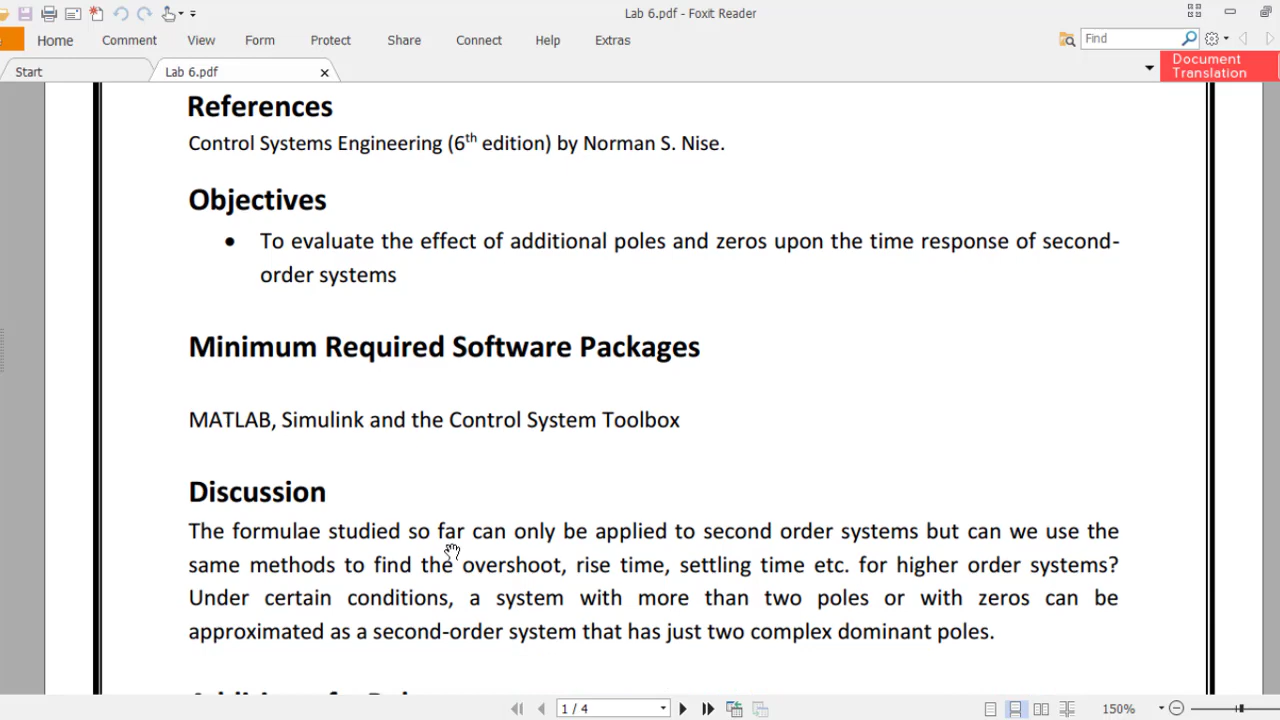 Lab 6.pdf - Foxit Reader
Home Comment View Form Protect Share Connect Help Extras Find
Start Lab 6.pdf Document
Translation
References
Control Systems Engineering (6th edition) by Norman S. Nise.
Objectives
• To evaluate the effect of additional poles and zeros upon the time response of second-
order systems
Minimum Required Software Packages
MATLAB, Simulink and the Control System Toolbox
Discussion
The formulae studied so far can only be applied to second order systems but can we use the
same methods to find the overshoot, rise time, settling time etc. for higher order systems?
Under certain conditions, a system with more than two poles or with zeros can be
approximated as a second-order system that has just two complex dominant poles.
1 / 4 150%